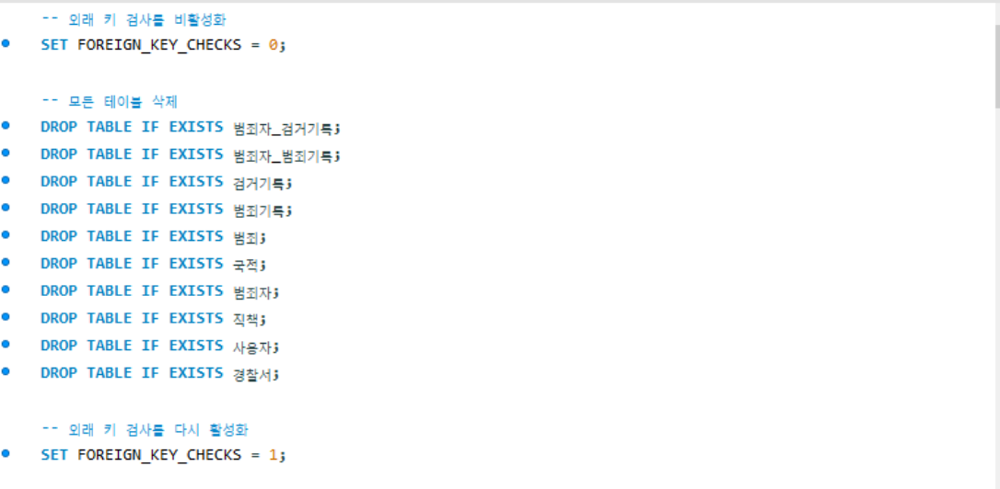 -- 외래 키 검사를 비활성화
SET FOREIGN_KEY_CHECKS = 0;
-- 모든 테이블 삭제
DROP TABLE IF EXISTS 범죄자_검거기록;
DROP TABLE IF EXISTS 범죄자_범죄기록;
DROP TABLE IF EXISTS 검거기록;
DROP TABLE IF EXISTS 범죄기록;
DROP TABLE IF EXISTS 범죄;
DROP TABLE IF EXISTS 국적;
DROP TABLE IF EXISTS 범죄자;
DROP TABLE IF EXISTS 직책;
DROP TABLE IF EXISTS 사용자;
DROP TABLE IF EXISTS 경찰서;
-- 외래 키 검사를 다시 활성화
SET FOREIGN_KEY_CHECKS = 1;